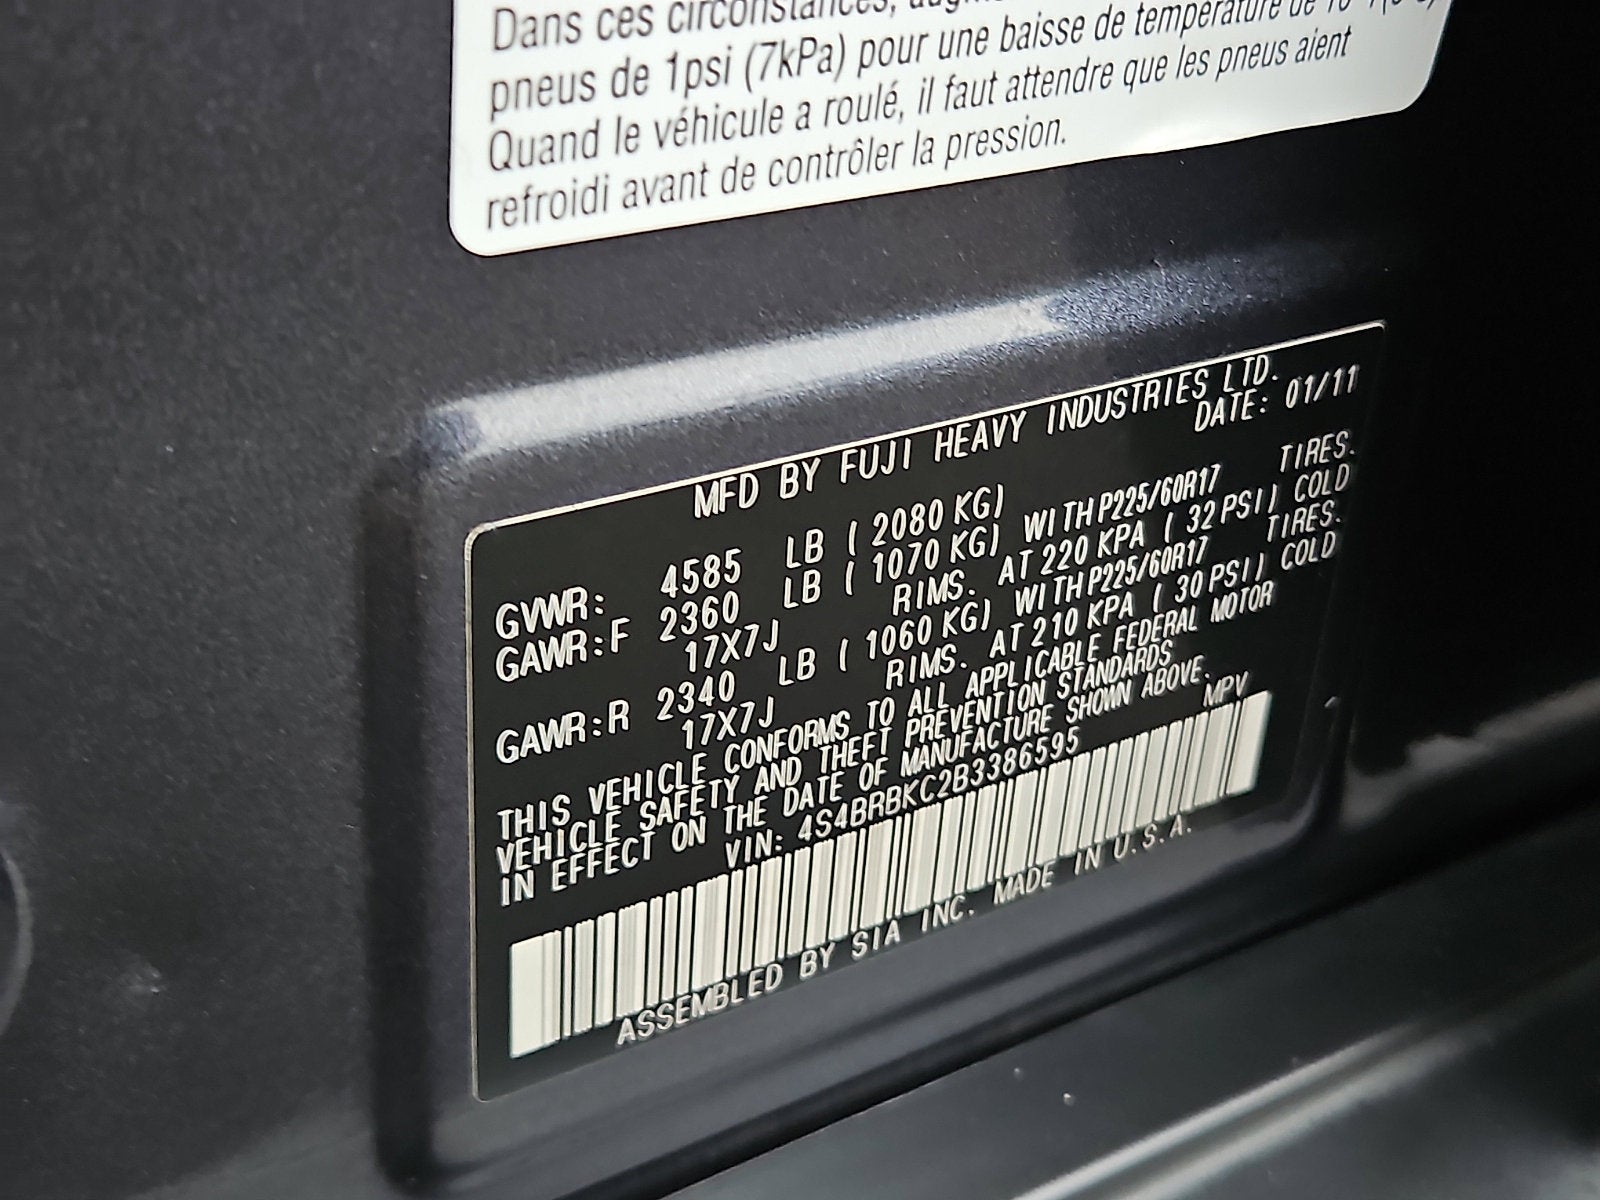 Dans ces circonstances,
pneus de 1psi (7kPa) pour une baisse de température de
Quand le véhicule a roulé, il faut attendre que les pneus aient
refroidi avant de contrôler la pression.
MFD BY FUJI HEAVY INDUSTRIES LTD.
DATE: 01/11
GVWR: 4585 LB ( 2080 KG)
GAWR:F 2360 LB ( 1070 KG) WITH P225/60R17 TIRES.
17X7J RIMS. AT 220 KPA ( 32 PSI) COLD
GAWR:R 2340 LB ( 1060 KG) WITH P225/60R17 TIRES.
17X7J RIMS. AT 210 KPA ( 30 PSI) COLD
THIS VEHICLE CONFORMS TO ALL APPLICABLE FEDERAL MOTOR
VEHICLE SAFETY AND THEFT PREVENTION STANDARDS
IN EFFECT ON THE DATE OF MANUFACTURE SHOWN ABOVE.
VIN: 4S4BRBKC2B3386595 MPV
ASSEMBLED BY SIA INC. MADE IN U.S.A.